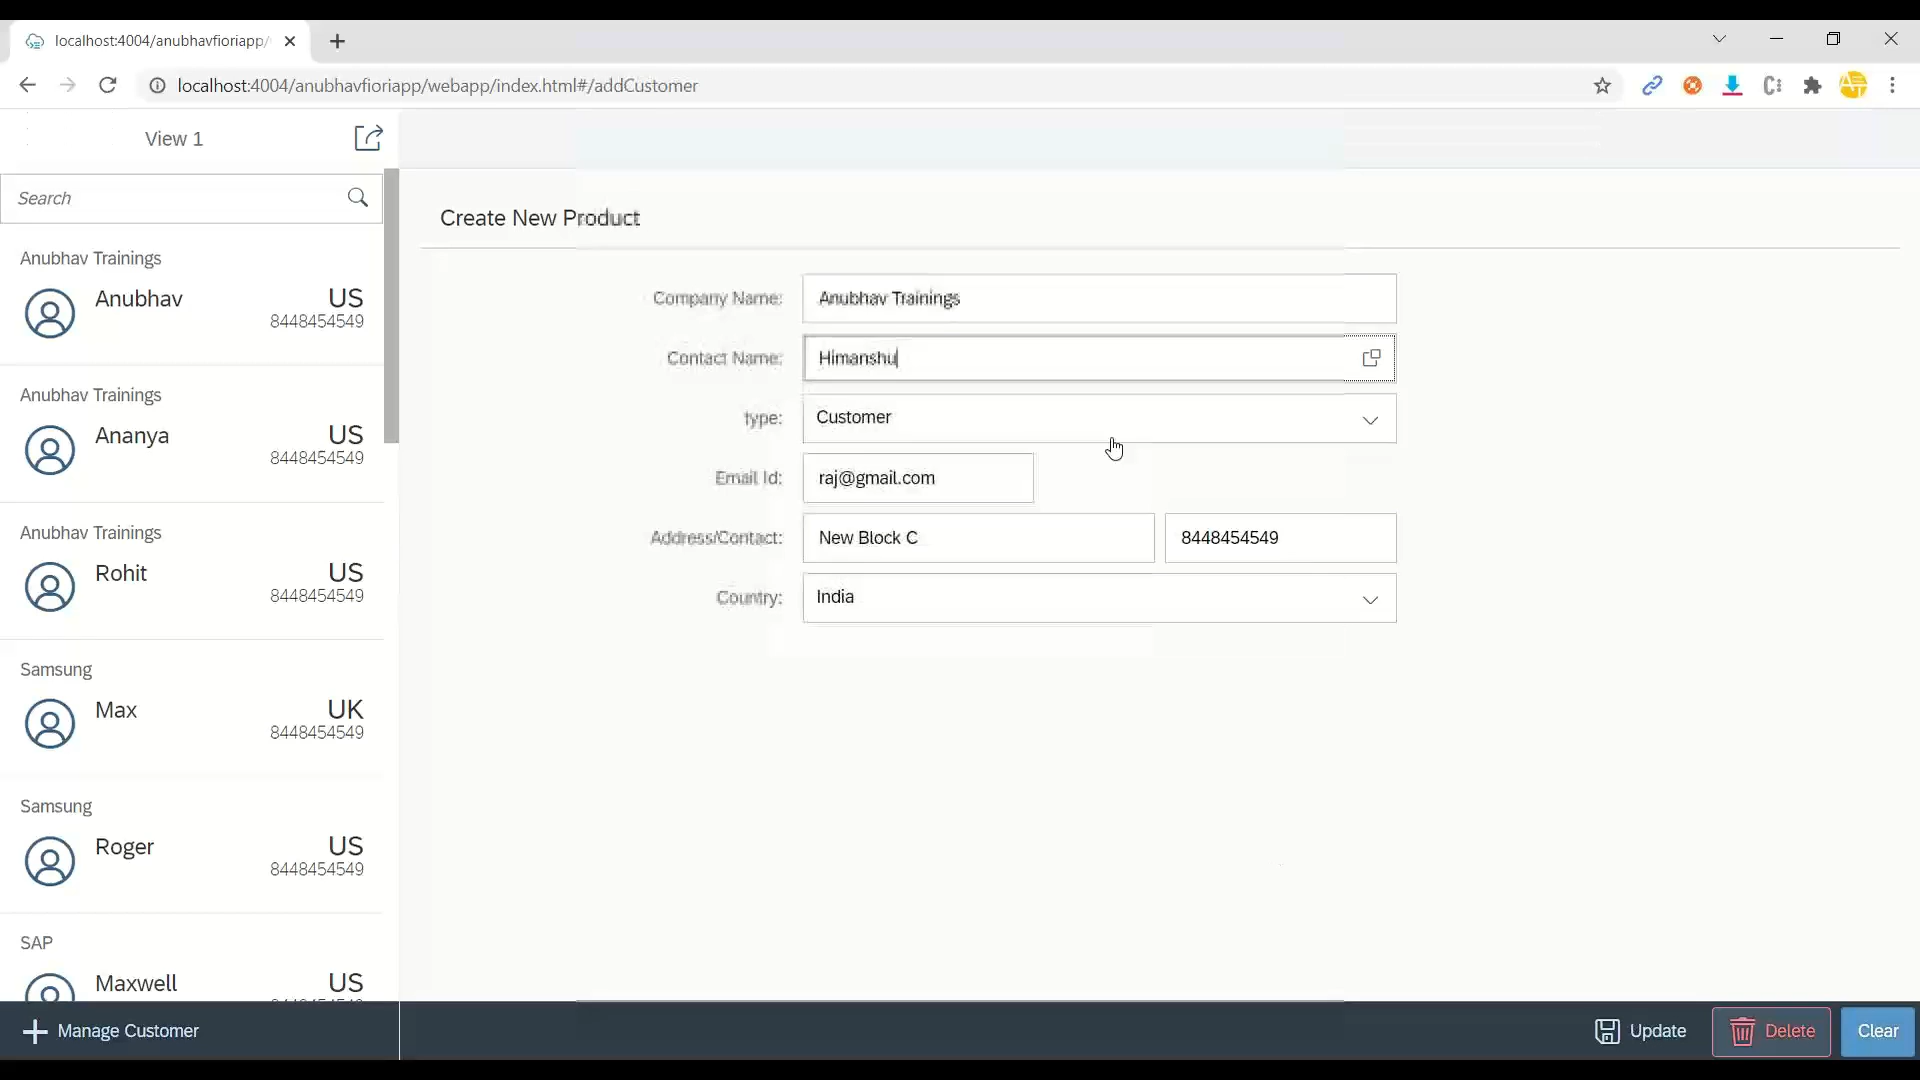 localhost:4004/anubhavfioriapp/
localhost:4004/anubhavfioriapp/webapp/index.html#/addCustomer
View 1
Search
Anubhav Trainings
Anubhav US
8448454549
Anubhav Trainings
Ananya US
8448454549
Anubhav Trainings
Rohit US
8448454549
Samsung
Max UK
8448454549
Samsung
Roger US
8448454549
SAP
Maxwell US
Manage Customer
Create New Product
Company Name: Anubhav Trainings
Contact Name: Himanshu
type: Customer
Email Id: raj@gmail.com
Address/Contact: New Block C 8448454549
Country: India
Update Delete Clear